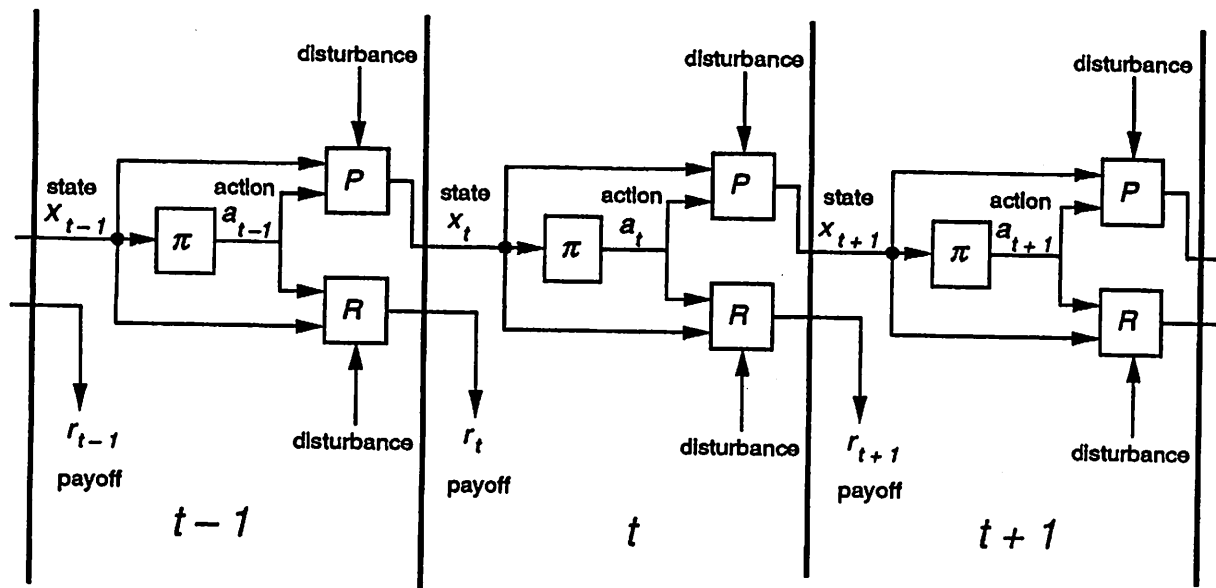 disturbance
P
state
action
x_{t-1}
π
a_{t-1}
R
r_{t-1}
disturbance
payoff
t - 1
disturbance
P
state
action
x_t
π
a_t
R
r_t
disturbance
payoff
t
disturbance
P
state
action
x_{t+1}
π
a_{t+1}
R
r_{t+1}
disturbance
payoff
t + 1